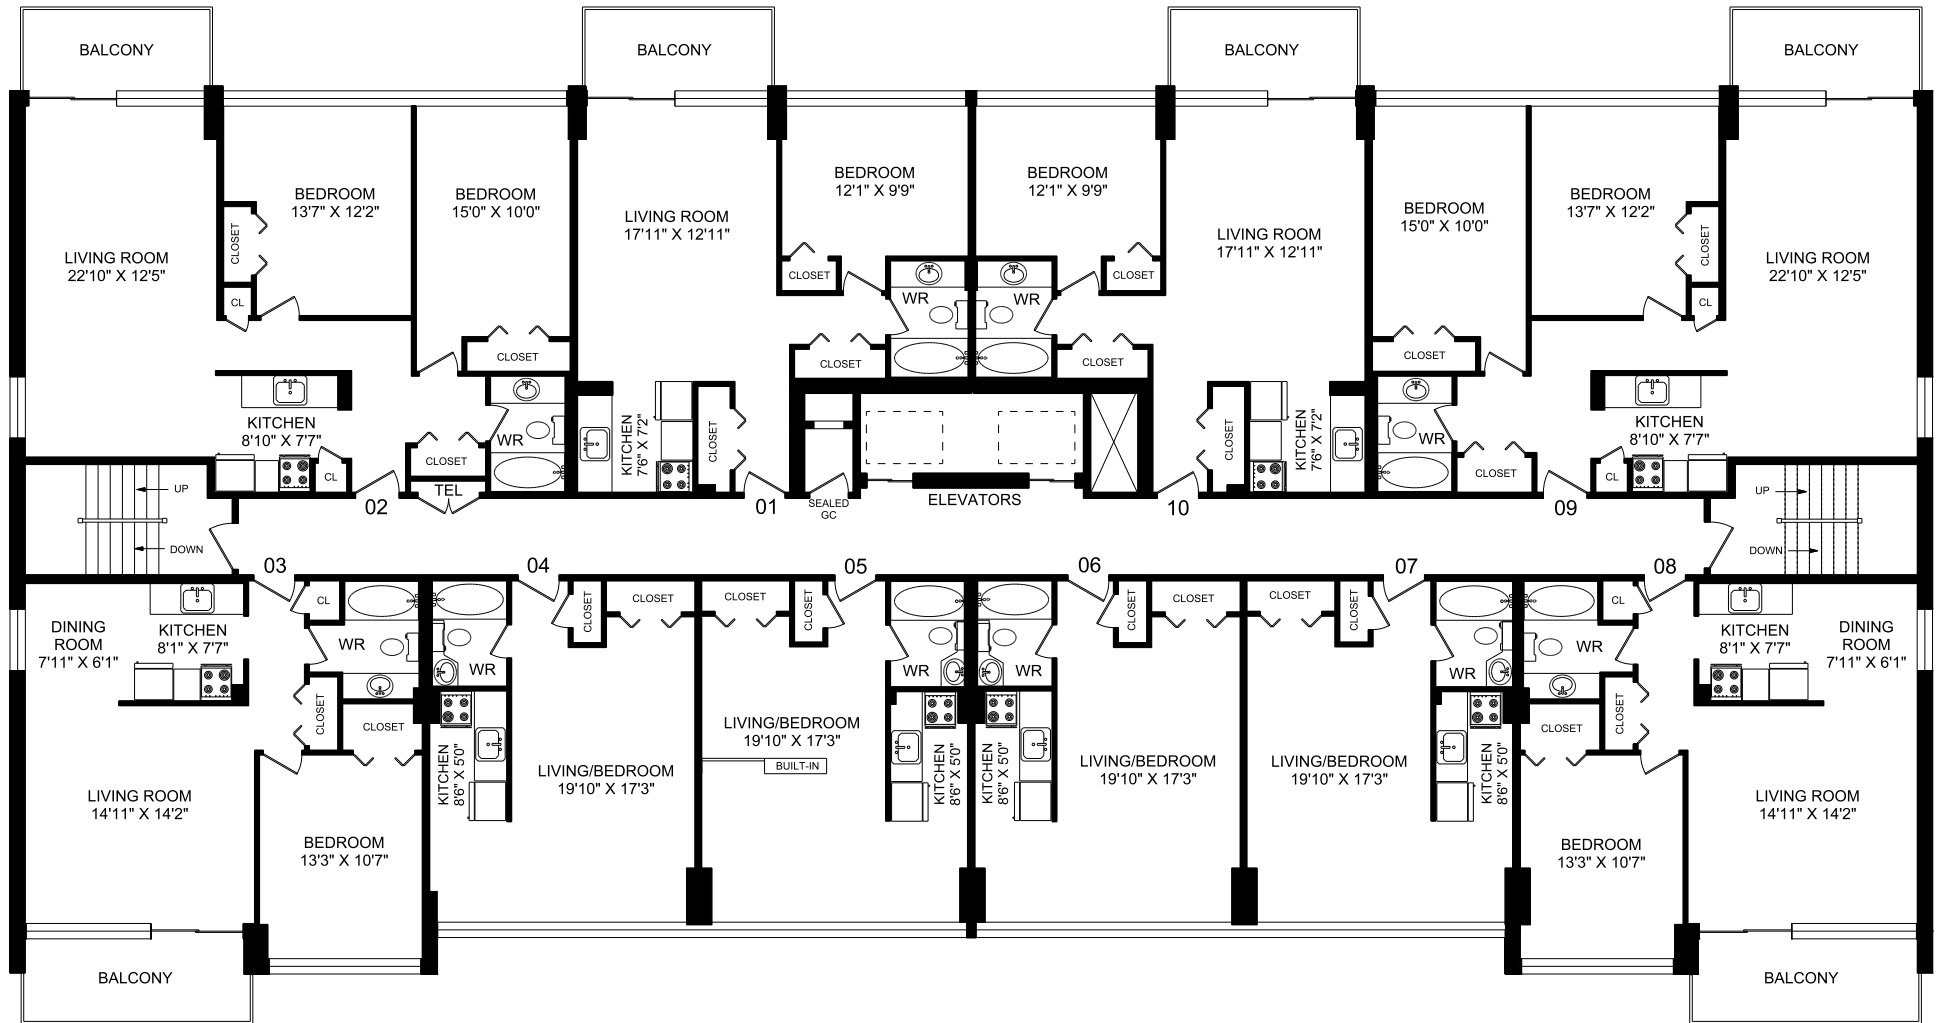 BALCONY
BALCONY
BALCONY
BALCONY
BEDROOM
13'7" X 12'2"
BEDROOM
15'0" X 10'0"
LIVING ROOM
17'11" X 12'11"
BEDROOM
12'1" X 9'9"
BEDROOM
12'1" X 9'9"
LIVING ROOM
17'11" X 12'11"
BEDROOM
15'0" X 10'0"
BEDROOM
13'7" X 12'2"
LIVING ROOM
22'10" X 12'5"
CLOSET
CL
CLOSET
CLOSET
WR
WR
CLOSET
CLOSET
CL
LIVING ROOM
22'10" X 12'5"
CLOSET
CLOSET
CLOSET
CLOSET
KITCHEN
8'10" X 7'7"
CL
CLOSET
WR
KITCHEN
7'6" X 7'2"
CLOSET
CLOSET
KITCHEN
7'6" X 7'2"
WR
CLOSET
CL
KITCHEN
8'10" X 7'7"
UP
DOWN
02
TEL
01
SEALED
GC
ELEVATORS
10
09
UP
DOWN
03
04
05
06
07
08
DINING
ROOM
7'11" X 6'1"
KITCHEN
8'1" X 7'7"
CL
WR
CLOSET
CLOSET
WR
CLOSET
CLOSET
CLOSET
CLOSET
WR
WR
CLOSET
CLOSET
CLOSET
CLOSET
WR
WR
CL
CLOSET
CLOSET
KITCHEN
8'1" X 7'7"
DINING
ROOM
7'11" X 6'1"
LIVING ROOM
14'11" X 14'2"
BEDROOM
13'3" X 10'7"
KITCHEN
8'6" X 5'0"
LIVING/BEDROOM
19'10" X 17'3"
LIVING/BEDROOM
19'10" X 17'3"
BUILT-IN
KITCHEN
8'6" X 5'0"
KITCHEN
8'6" X 5'0"
LIVING/BEDROOM
19'10" X 17'3"
LIVING/BEDROOM
19'10" X 17'3"
KITCHEN
8'6" X 5'0"
BEDROOM
13'3" X 10'7"
LIVING ROOM
14'11" X 14'2"
BALCONY
BALCONY